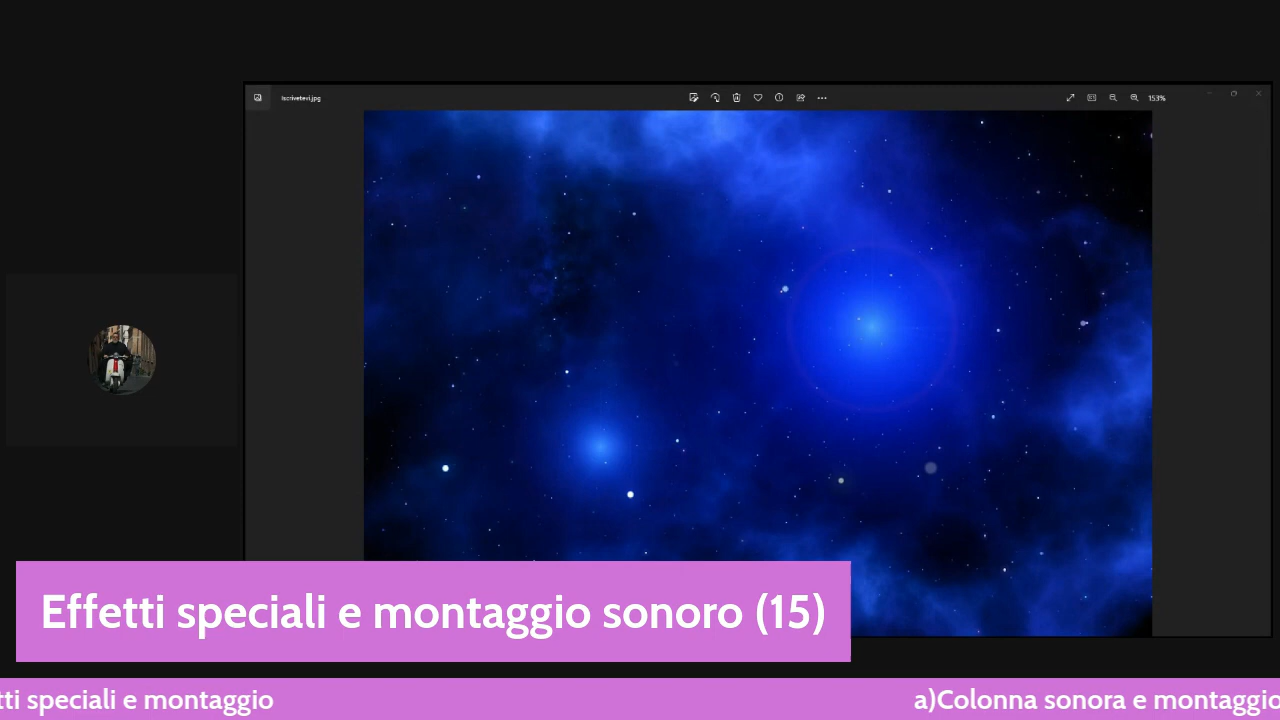 Iscrivetevi.jpg
153%
Effetti speciali e montaggio sonoro (15)
tti speciali e montaggio
a)Colonna sonora e montaggio